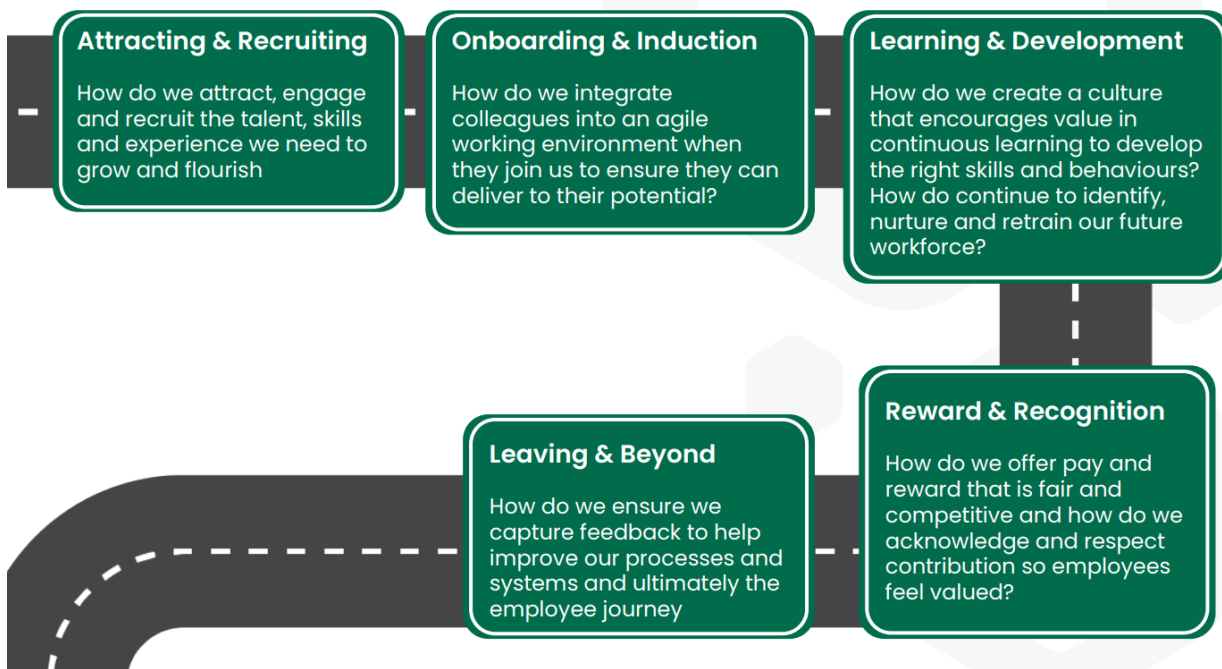 Attracting & Recruiting
How do we attract, engage
and recruit the talent, skills
and experience we need to
grow and flourish
Onboarding & Induction
How do we integrate
colleagues into an agile
working environment when
they join us to ensure they can
deliver to their potential?
Learning & Development
How do we create a culture
that encourages value in
continuous learning to develop
the right skills and behaviours?
How do continue to identify,
nurture and retrain our future
workforce?
Reward & Recognition
How do we offer pay and
reward that is fair and
competitive and how do we
acknowledge and respect
contribution so employees
feel valued?
Leaving & Beyond
How do we ensure we
capture feedback to help
improve our processes and
systems and ultimately the
employee journey